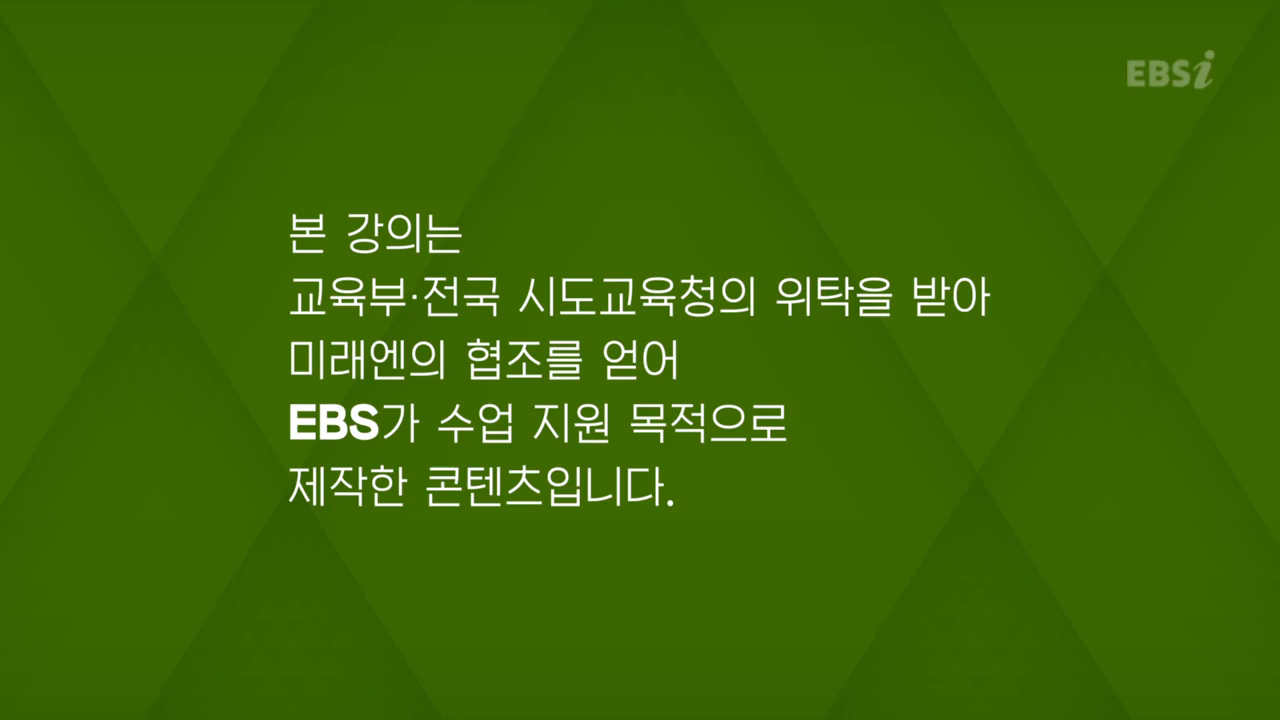 EBSi
본 강의는
교육부·전국 시도교육청의 위탁을 받아
미래엔의 협조를 얻어
EBS가 수업 지원 목적으로
제작한 콘텐츠입니다.